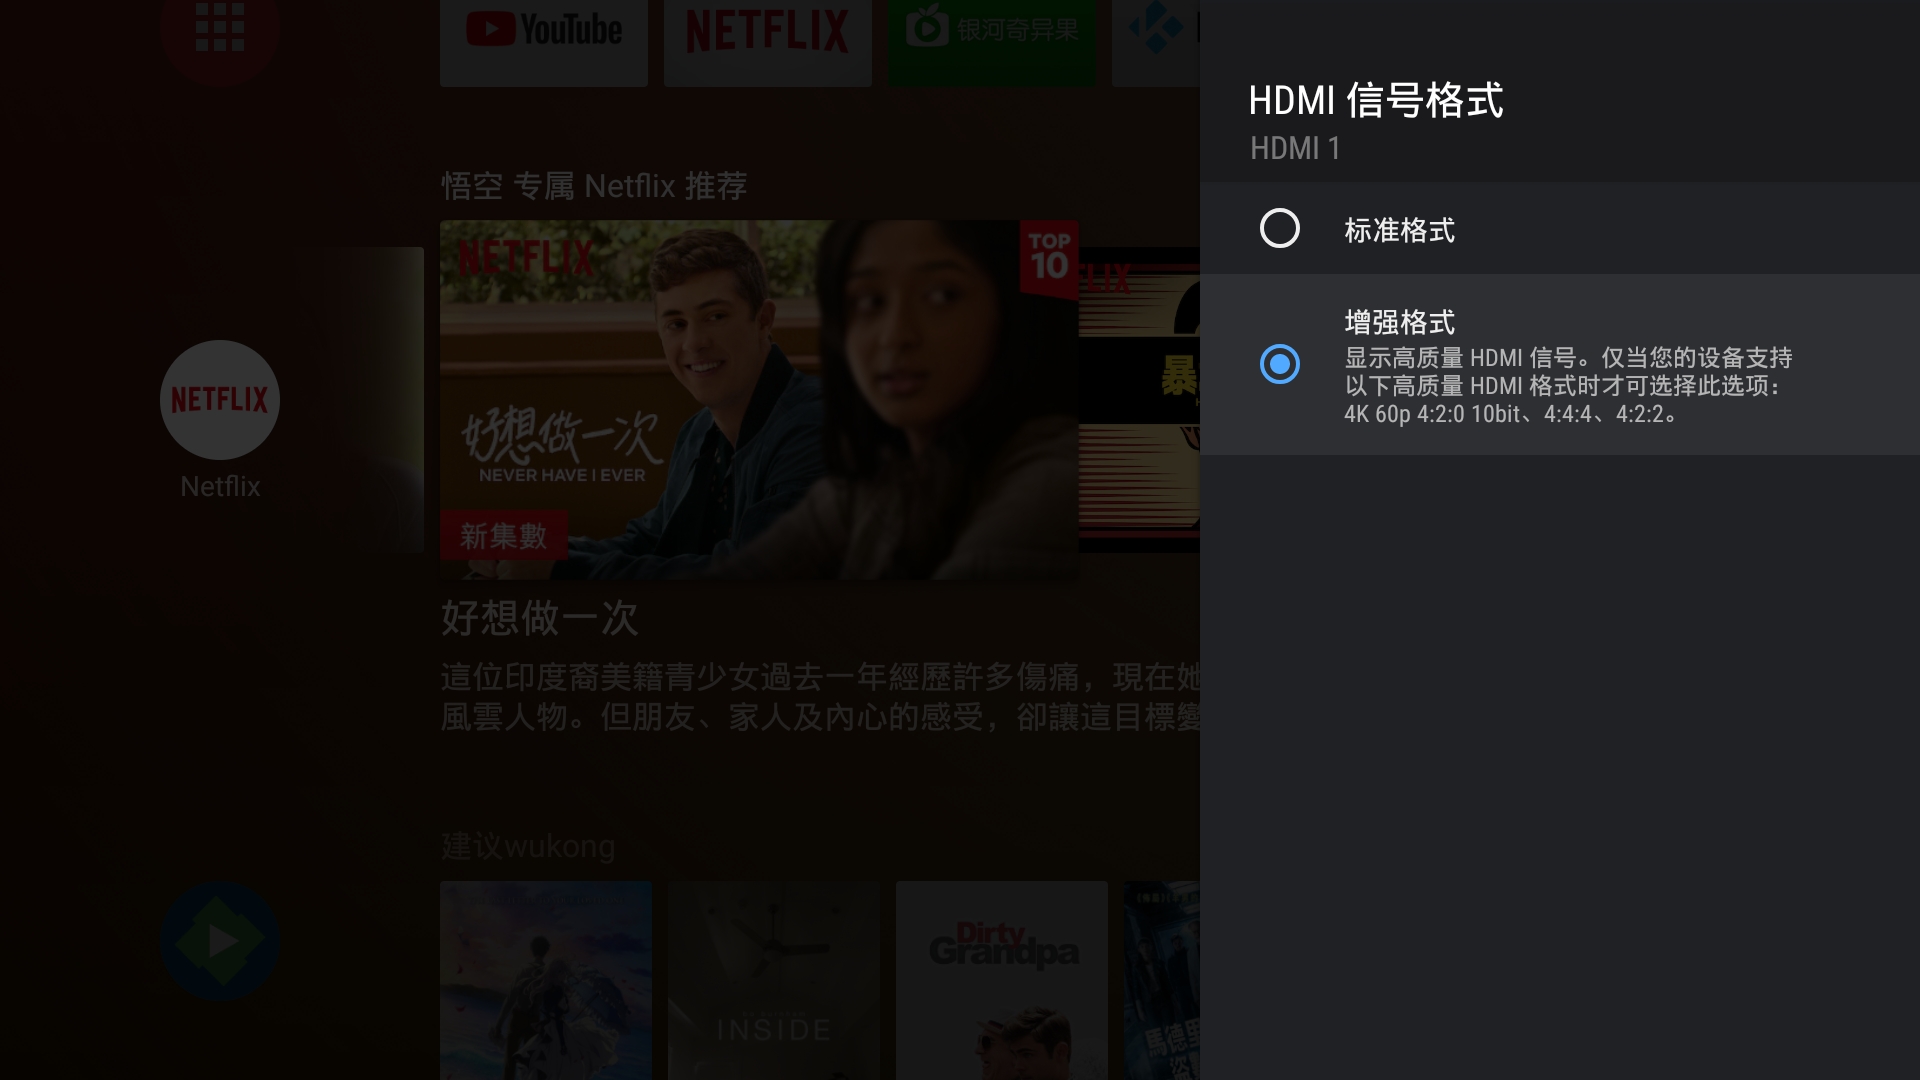 YouTube
NETFLIX
银河奇异果
悟空 专属 Netflix 推荐
NETFLIX
TOP
10
好想做一次
NEVER HAVE I EVER
新集數
FLIX
暴
NETFLIX
Netflix
好想做一次
這位印度裔美籍青少女過去一年經歷許多傷痛，現在她
風雲人物。但朋友、家人及內心的感受，卻讓這目標變
建议wukong
INSIDE
Dirty
Grandpa
馬德里
HDMI 信号格式
HDMI 1
标准格式
增强格式
显示高质量 HDMI 信号。仅当您的设备支持
以下高质量 HDMI 格式时才可选择此选项：
4K 60p 4:2:0 10bit、4:4:4、4:2:2。